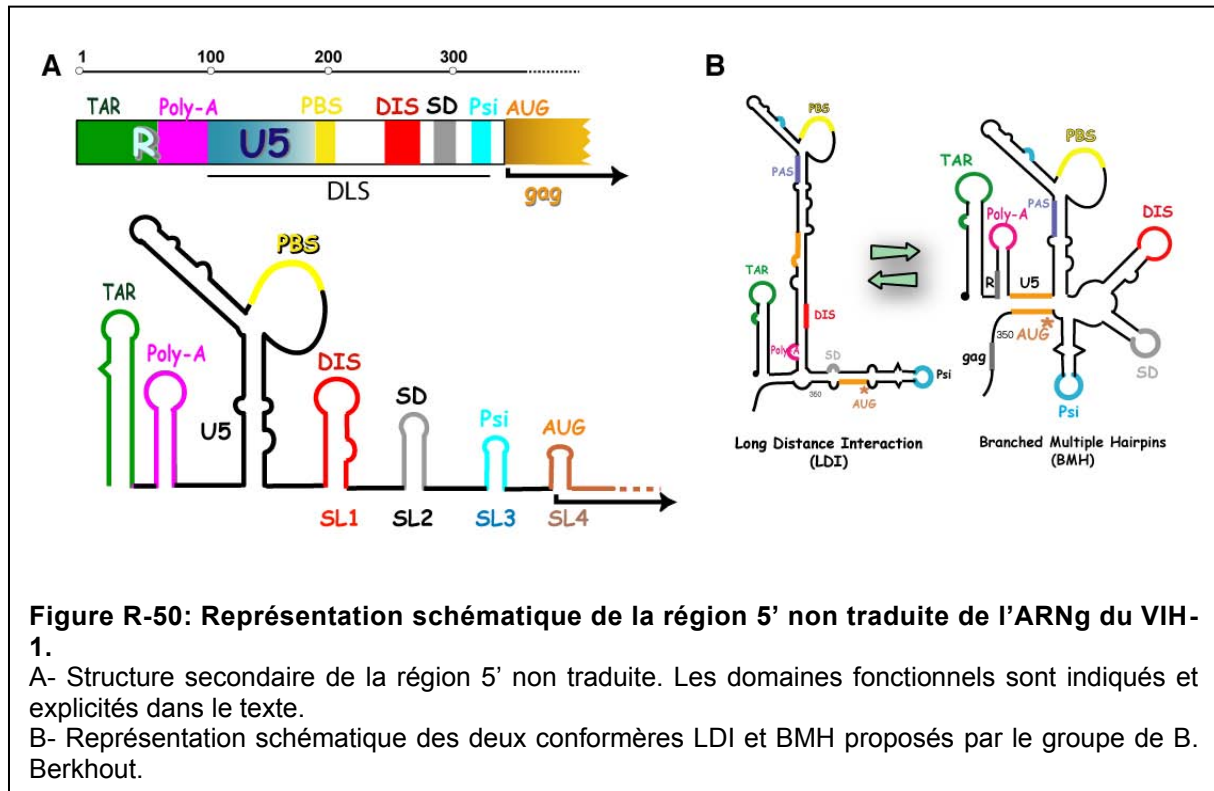 A
1 100 200 300
TAR Poly-A PBS DIS SD Psi AUG
R U5
DLS gag
PBS
TAR
Poly-A
U5
DIS
SD
Psi
AUG
SL1 SL2 SL3 SL4
B
PBS
PAS
TAR
DIS
Poly-A
SD
Psi
350
AUG
*
Long Distance Interaction
(LDI)
PBS
TAR
PAS
Poly-A
DIS
R U5
AUG *
350
gag
SD
Psi
Branched Multiple Hairpins
(BMH)
Figure R-50: Représentation schématique de la région 5’ non traduite de l’ARNg du VIH-
1.
A- Structure secondaire de la région 5’ non traduite. Les domaines fonctionnels sont indiqués et
explicités dans le texte.
B- Représentation schématique des deux conformères LDI et BMH proposés par le groupe de B.
Berkhout.